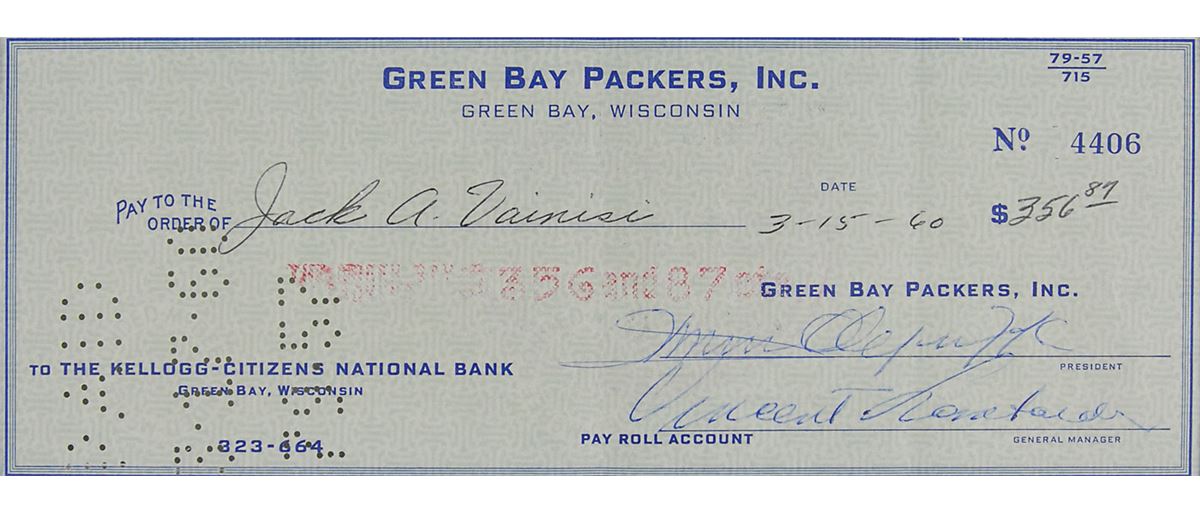 GREEN BAY PACKERS, INC.
GREEN BAY, WISCONSIN
79-57
715
Nº 4406
DATE
PAY TO THE ORDER OF Jack A. Vainisi 3-15-60 $356 87
356 and 87
GREEN BAY PACKERS, INC.
PRESIDENT
TO THE KELLOGG-CITIZENS NATIONAL BANK
GREEN BAY, WISCONSIN
Vincent Lombardi
323-664
PAY ROLL ACCOUNT
GENERAL MANAGER